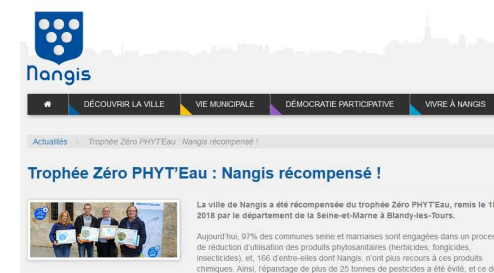 Nangis
DÉCOUVRIR LA VILLE VIE MUNICIPALE DÉMOCRATIE PARTICIPATIVE VIVRE À NANGIS
Actualités Trophée Zéro PHYT'Eau : Nangis récompensé !
Trophée Zéro PHYT'Eau : Nangis récompensé !
La ville de Nangis a été récompensée du trophée Zéro PHYT'Eau, remis le
2018 par le département de la Seine-et-Marne à Blandy-les-Tours.
Aujourd'hui, 97% des communes seine et marnaises sont engagées dans un
de réduction d'utilisation des produits phytosanitaires (herbicides, fongicides,
insecticides), et, 166 d'entre-elles dont Nangis, n'ont plus recours à ces produits
chimiques. Ainsi, l'épandage de plus de 25 tonnes de pesticides a été évité, et ce